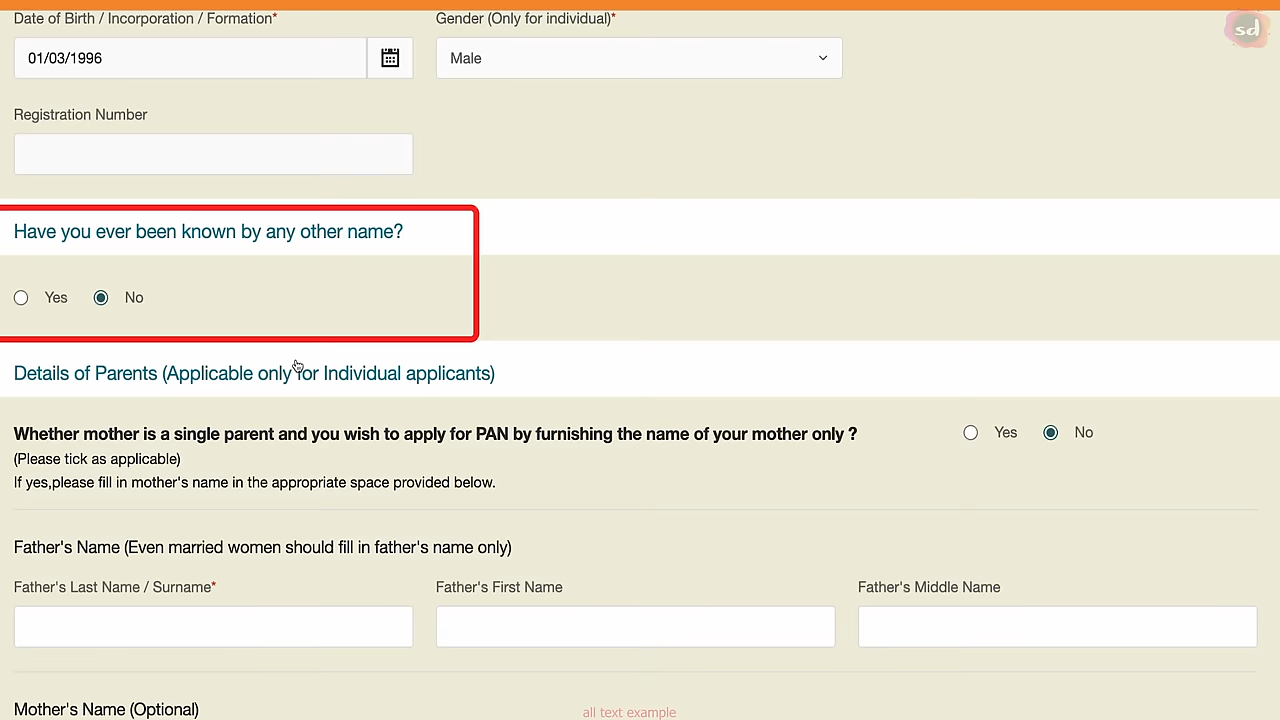 Date of Birth / Incorporation / Formation* Gender (Only for individual)*
01/03/1996 Male
sd
Registration Number
Have you ever been known by any other name?
Yes No
Details of Parents (Applicable only for Individual applicants)
Whether mother is a single parent and you wish to apply for PAN by furnishing the name of your mother only ? Yes No
(Please tick as applicable)
If yes,please fill in mother's name in the appropriate space provided below.
Father's Name (Even married women should fill in father's name only)
Father's Last Name / Surname* Father's First Name Father's Middle Name
Mother's Name (Optional)
all text example